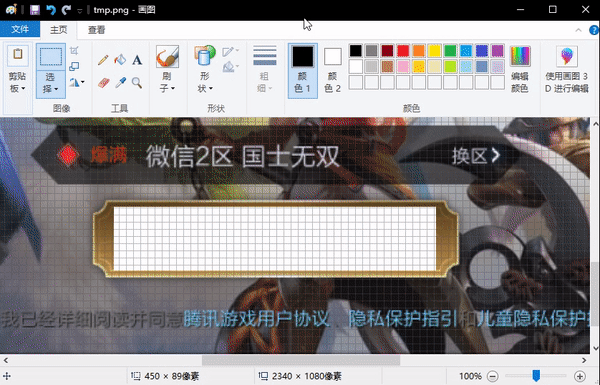 tmp.png - 画图
文件 主页 查看
剪贴板 选择 刷子 形状 粗细 颜色 1 颜色 2 编辑颜色 使用画图 3D 进行编辑
图像 工具 形状 颜色
爆满 微信2区 国士无双 换区
我已经详细阅读并同意腾讯游戏用户协议、隐私保护指引和儿童隐私保护指
450 × 89像素 2340 × 1080像素 100%